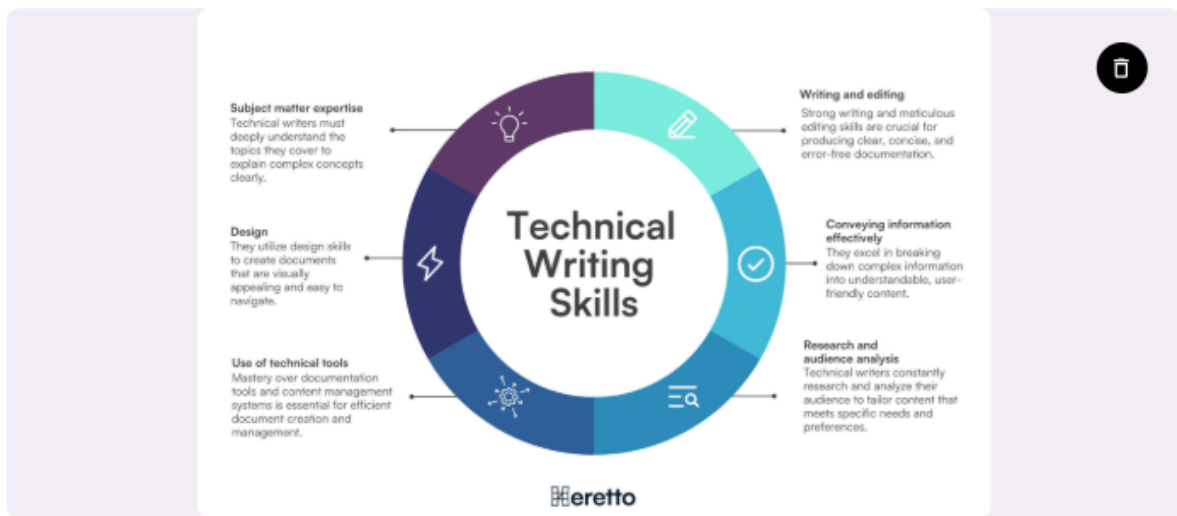 Technical
Writing
Skills
Subject matter expertise
Technical writers must
deeply understand the
topics they cover to
explain complex concepts
clearly.
Design
They utilize design skills
to create documents
that are visually
appealing and easy to
navigate.
Use of technical tools
Mastery over documentation
tools and content management
systems is essential for efficient
document creation and
management.
Writing and editing
Strong writing and meticulous
editing skills are crucial for
producing clear, concise, and
error-free documentation.
Conveying information
effectively
They excel in breaking
down complex information
into understandable, user-
friendly content.
Research and
audience analysis
Technical writers constantly
research and analyze their
audience to tailor content that
meets specific needs and
preferences.
Heretto